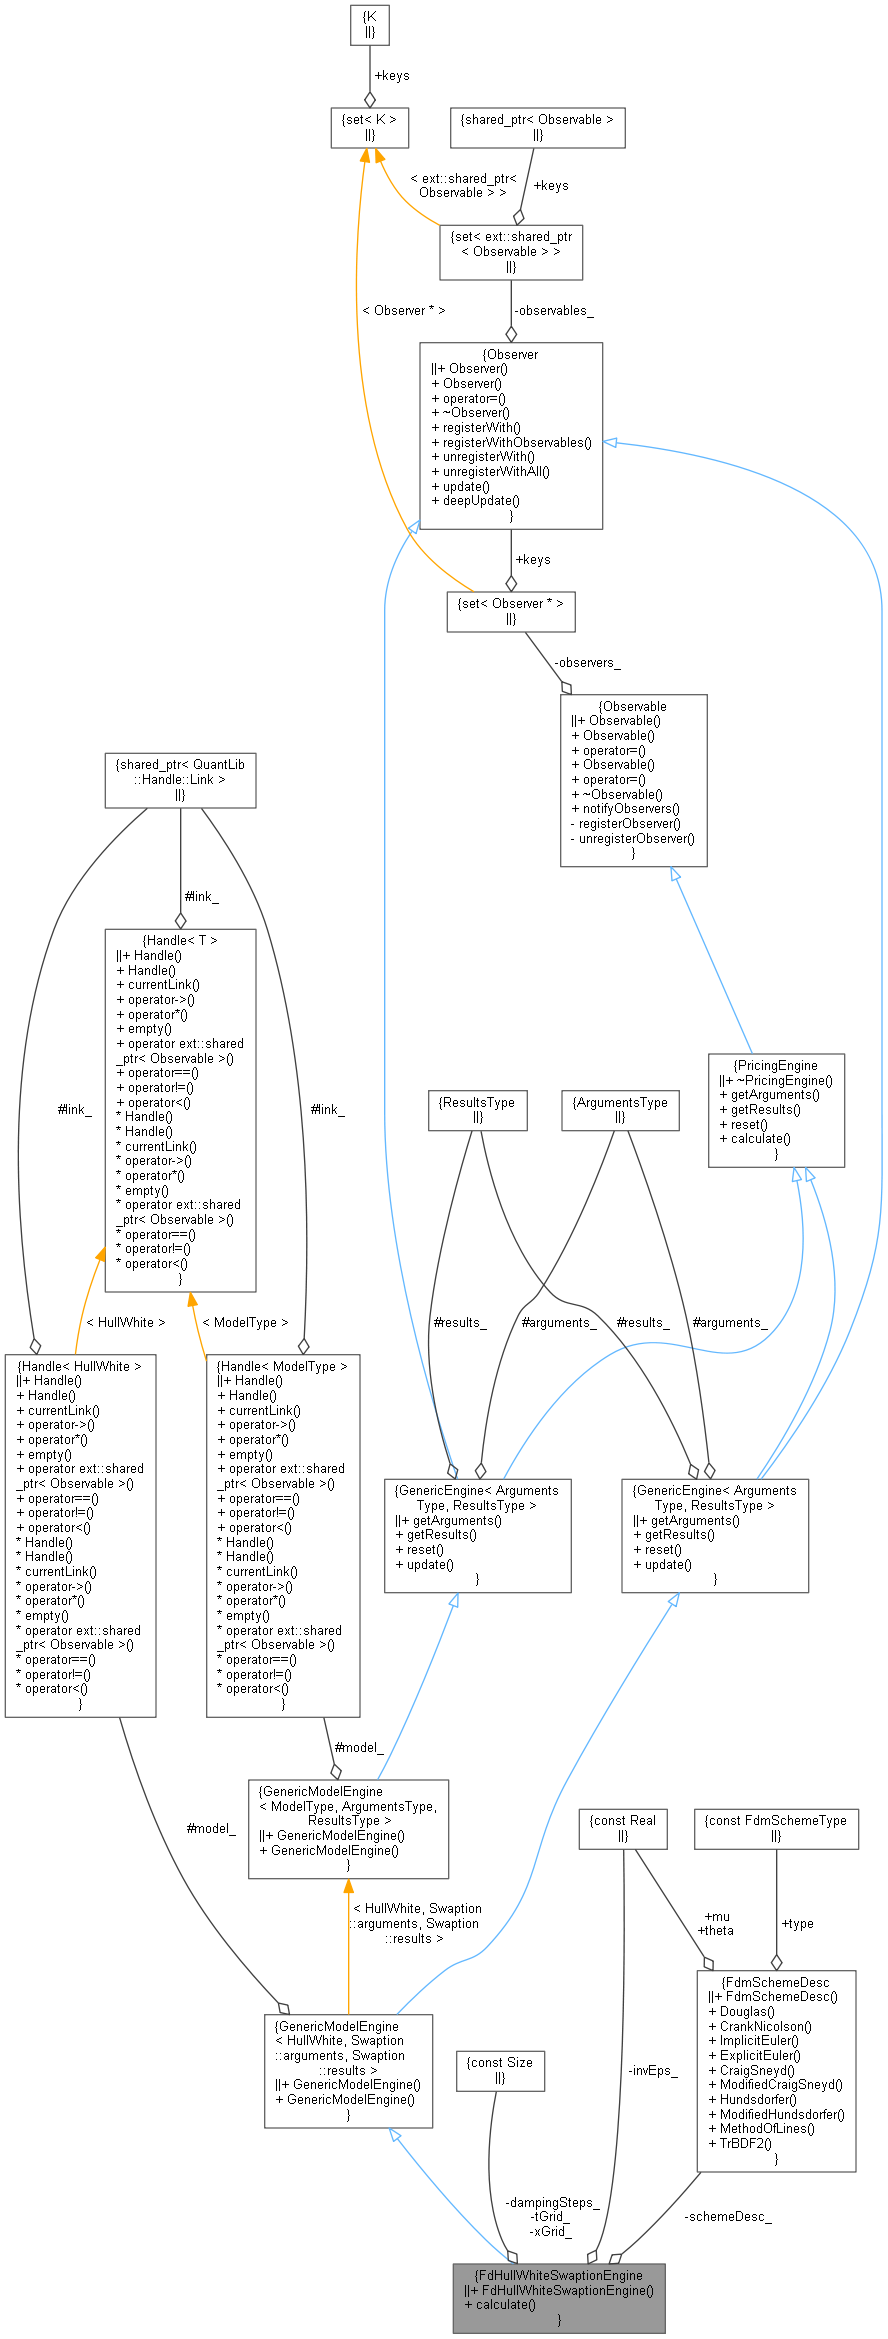 {K
||}
+keys
{set< K >
||}
{shared_ptr< Observable >
||}
< ext::shared_ptr<
Observable > >
+keys
{set< ext::shared_ptr
< Observable > >
||}
< Observer * >
-observables_
{Observer
||+ Observer()
+ Observer()
+ operator=()
+ ~Observer()
+ registerWith()
+ registerWithObservables()
+ unregisterWith()
+ unregisterWithAll()
+ update()
+ deepUpdate()
}
+keys
{set< Observer * >
||}
-observers_
{Observable
||+ Observable()
+ Observable()
+ operator=()
+ Observable()
+ operator=()
+ ~Observable()
+ notifyObservers()
- registerObserver()
- unregisterObserver()
}
{shared_ptr< QuantLib
::Handle::Link >
||}
#link_
{Handle< T >
||+ Handle()
+ Handle()
+ currentLink()
+ operator->()
+ operator*()
+ empty()
+ operator ext::shared
_ptr< Observable >()
+ operator==()
+ operator!=()
+ operator<()
* Handle()
* Handle()
* currentLink()
* operator->()
* operator*()
* empty()
* operator ext::shared
_ptr< Observable >()
* operator==()
* operator!=()
* operator<()
}
#link_
#link_
{PricingEngine
||+ ~PricingEngine()
+ getArguments()
+ getResults()
+ reset()
+ calculate()
}
{ResultsType
||}
{ArgumentsType
||}
< HullWhite >
< ModelType >
#results_
#arguments_
#results_
#arguments_
{Handle< HullWhite >
||+ Handle()
+ Handle()
+ currentLink()
+ operator->()
+ operator*()
+ empty()
+ operator ext::shared
_ptr< Observable >()
+ operator==()
+ operator!=()
+ operator<()
* Handle()
* Handle()
* currentLink()
* operator->()
* operator*()
* empty()
* operator ext::shared
_ptr< Observable >()
* operator==()
* operator!=()
* operator<()
}
{Handle< ModelType >
||+ Handle()
+ Handle()
+ currentLink()
+ operator->()
+ operator*()
+ empty()
+ operator ext::shared
_ptr< Observable >()
+ operator==()
+ operator!=()
+ operator<()
* Handle()
* Handle()
* currentLink()
* operator->()
* operator*()
* empty()
* operator ext::shared
_ptr< Observable >()
* operator==()
* operator!=()
* operator<()
}
{GenericEngine< Arguments
Type, ResultsType >
||+ getArguments()
+ getResults()
+ reset()
+ update()
}
{GenericEngine< Arguments
Type, ResultsType >
||+ getArguments()
+ getResults()
+ reset()
+ update()
}
#model_
{GenericModelEngine
< ModelType, ArgumentsType,
ResultsType >
||+ GenericModelEngine()
+ GenericModelEngine()
}
#model_
{const Real
||}
{const FdmSchemeType
||}
< HullWhite, Swaption
::arguments, Swaption
::results >
+mu
+theta
+type
{FdmSchemeDesc
||+ FdmSchemeDesc()
+ Douglas()
+ CrankNicolson()
+ ImplicitEuler()
+ ExplicitEuler()
+ CraigSneyd()
+ ModifiedCraigSneyd()
+ Hundsdorfer()
+ ModifiedHundsdorfer()
+ MethodOfLines()
+ TrBDF2()
}
{GenericModelEngine
< HullWhite, Swaption
::arguments, Swaption
::results >
||+ GenericModelEngine()
+ GenericModelEngine()
}
{const Size
||}
-invEps_
-dampingSteps_
-tGrid_
-xGrid_
-schemeDesc_
{FdHullWhiteSwaptionEngine
||+ FdHullWhiteSwaptionEngine()
+ calculate()
}